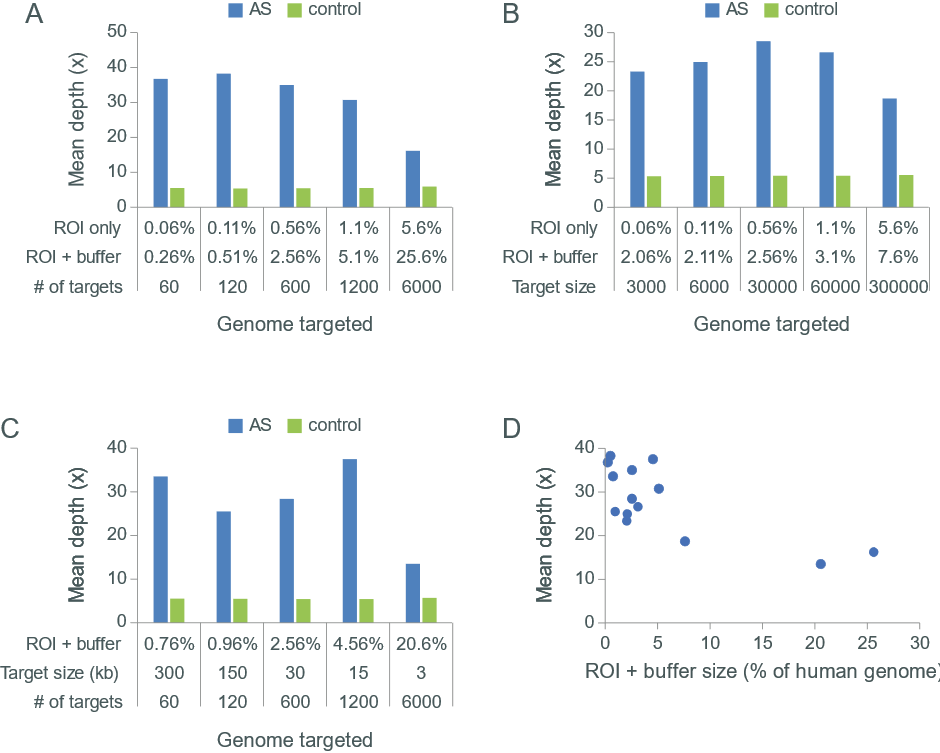 A
AS control
50
40
30
20
10
0
Mean depth (x)
ROI only 0.06% 0.11% 0.56% 1.1% 5.6%
ROI + buffer 0.26% 0.51% 2.56% 5.1% 25.6%
# of targets 60 120 600 1200 6000
Genome targeted
B
AS control
30
25
20
15
10
5
0
Mean depth (x)
ROI only 0.06% 0.11% 0.56% 1.1% 5.6%
ROI + buffer 2.06% 2.11% 2.56% 3.1% 7.6%
Target size 3000 6000 30000 60000 300000
Genome targeted
C
AS control
40
30
20
10
0
Mean depth (x)
ROI + buffer 0.76% 0.96% 2.56% 4.56% 20.6%
Target size (kb) 300 150 30 15 3
# of targets 60 120 600 1200 6000
Genome targeted
D
40
30
20
10
0
Mean depth (x)
0 5 10 15 20 25 30
ROI + buffer size (% of human genome)